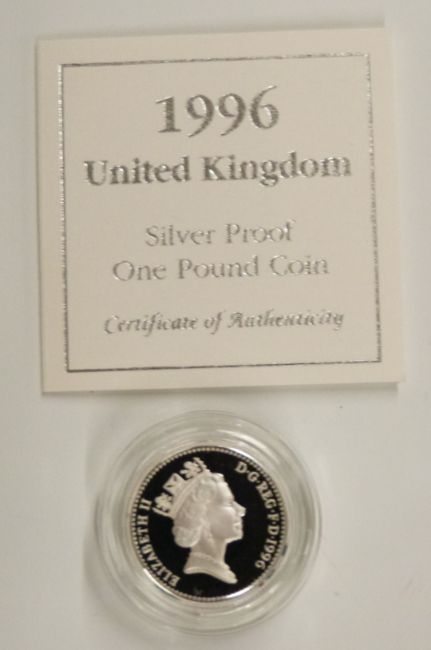 1996
United Kingdom
Silver Proof
One Pound Coin
Certificate of Authenticity
ELIZABETH II
D·G·REG·F·D·1996